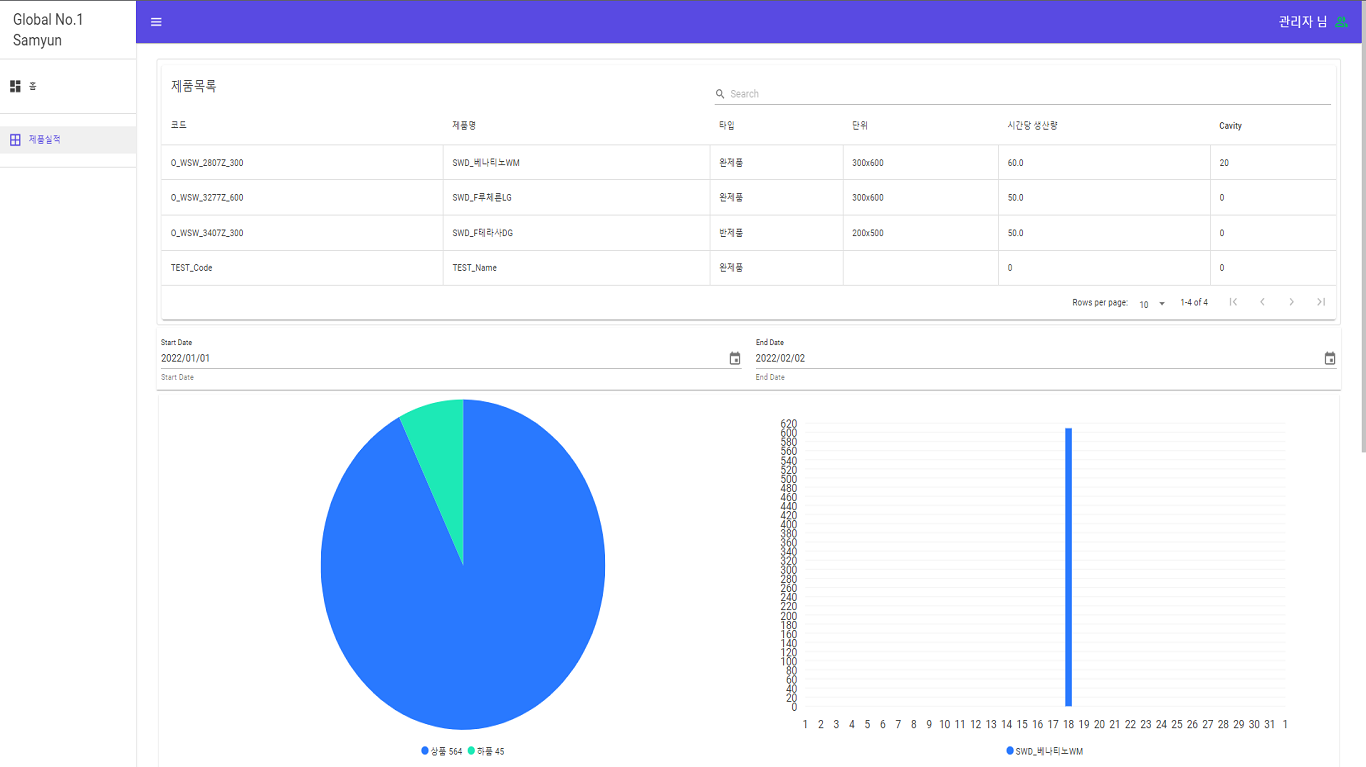 Global No.1
Samyun
관리자 님
홈
제품실적
제품목록
Search
코드 제품명 타입 단위 시간당 생산량 Cavity
O_WSW_2807Z_300 SWD_베나티노WM 완제품 300x600 60.0 20
O_WSW_3277Z_600 SWD_F루체른LG 완제품 300x600 50.0 0
O_WSW_3407Z_300 SWD_F테라사DG 반제품 200x500 50.0 0
TEST_Code TEST_Name 완제품 0 0
Rows per page: 10 1-4 of 4
Start Date End Date
2022/01/01 2022/02/02
Start Date End Date
620
600
580
560
540
520
500
480
460
440
420
400
380
360
340
320
300
280
260
240
220
200
180
160
140
120
100
80
60
40
20
0
1 2 3 4 5 6 7 8 9 10 11 12 13 14 15 16 17 18 19 20 21 22 23 24 25 26 27 28 29 30 31 1
상품 564 하품 45
SWD_베나티노WM